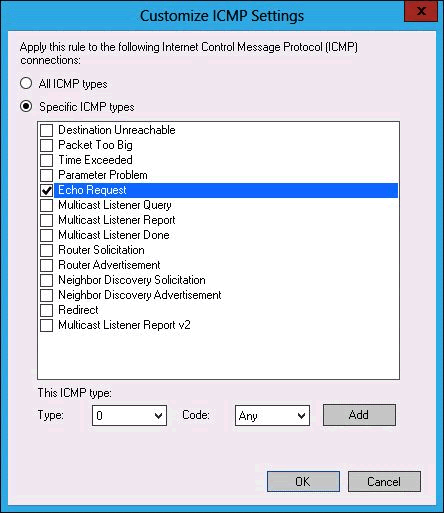 Customize ICMP Settings
x
Apply this rule to the following Internet Control Message Protocol (ICMP)
connections:
All ICMP types
Specific ICMP types
Destination Unreachable
Packet Too Big
Time Exceeded
Parameter Problem
Echo Request
Multicast Listener Query
Multicast Listener Report
Multicast Listener Done
Router Solicitation
Router Advertisement
Neighbor Discovery Solicitation
Neighbor Discovery Advertisement
Redirect
Multicast Listener Report v2
This ICMP type:
Type: 0 Code: Any Add
OK Cancel